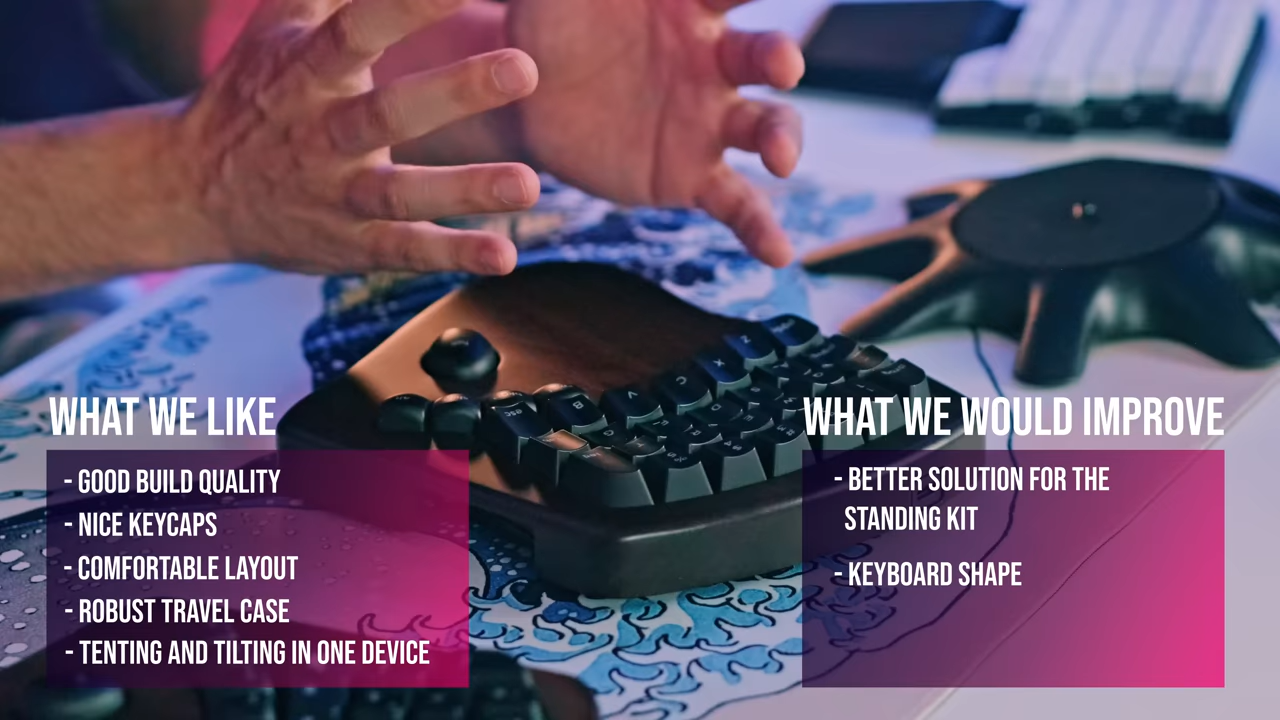 WHAT WE LIKE
- GOOD BUILD QUALITY
- NICE KEYCAPS
- COMFORTABLE LAYOUT
- ROBUST TRAVEL CASE
- TENTING AND TILTING IN ONE DEVICE
WHAT WE WOULD IMPROVE
- BETTER SOLUTION FOR THE
STANDING KIT
- KEYBOARD SHAPE
esc
B
V
C
X
Z